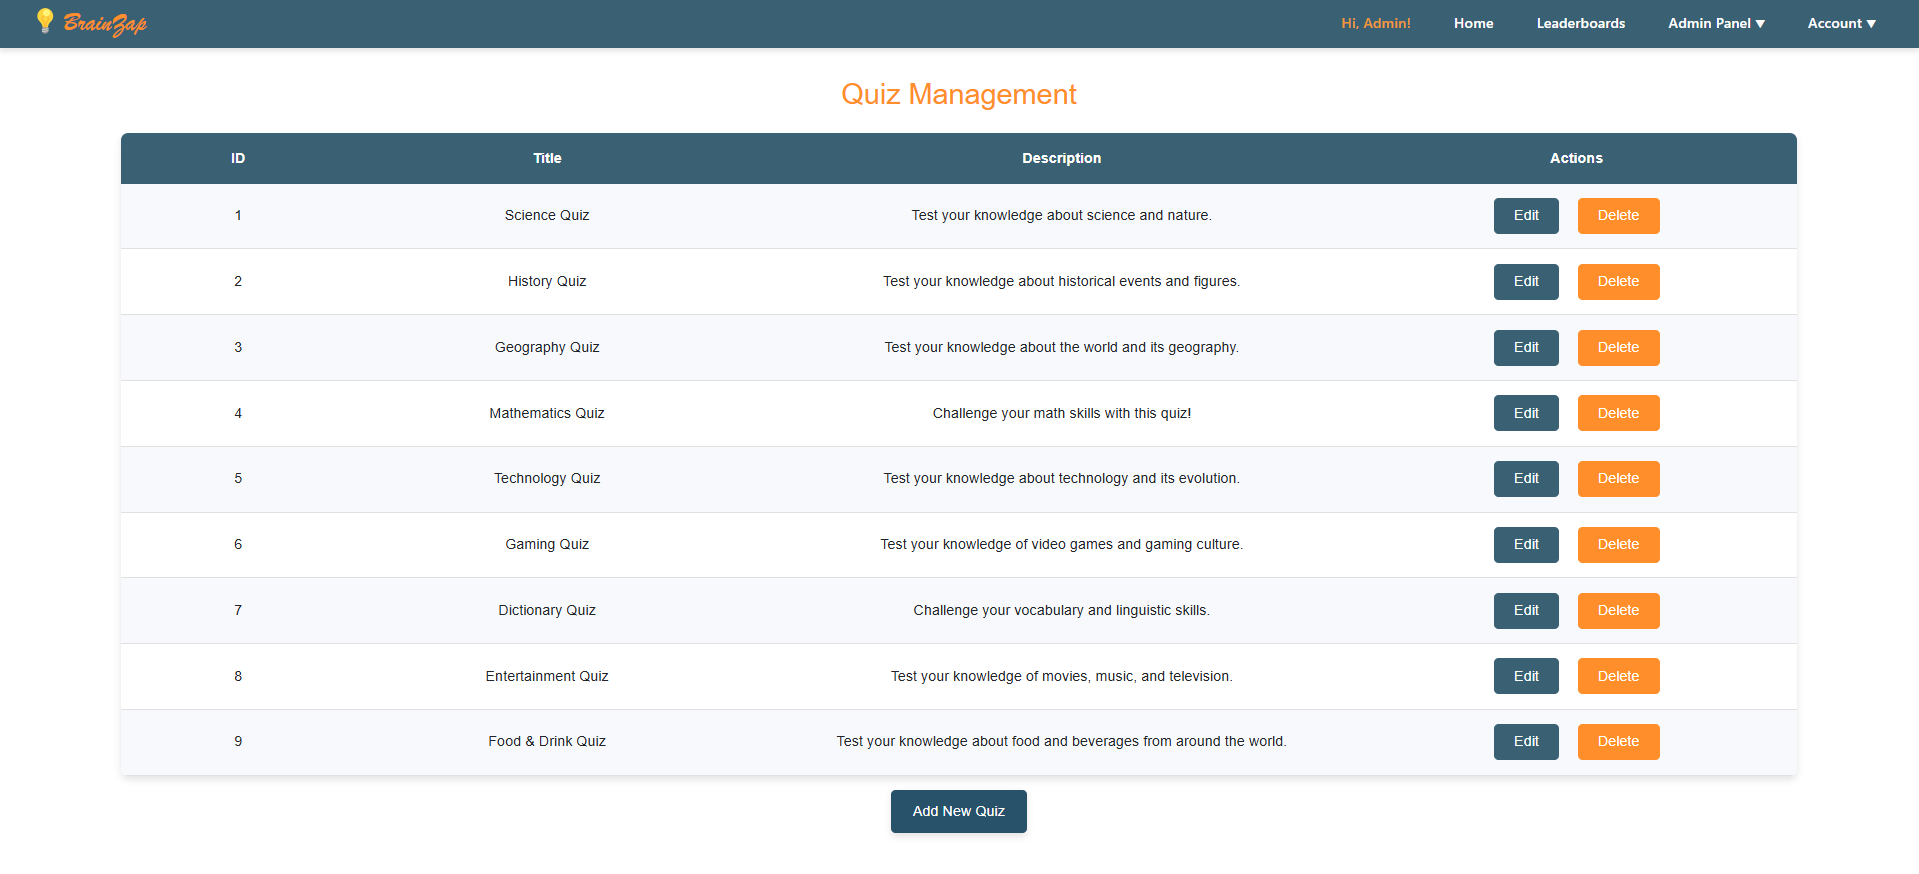 BrainZap Hi, Admin! Home Leaderboards Admin Panel ▼ Account ▼
Quiz Management
ID Title Description Actions
1 Science Quiz Test your knowledge about science and nature. Edit Delete
2 History Quiz Test your knowledge about historical events and figures. Edit Delete
3 Geography Quiz Test your knowledge about the world and its geography. Edit Delete
4 Mathematics Quiz Challenge your math skills with this quiz! Edit Delete
5 Technology Quiz Test your knowledge about technology and its evolution. Edit Delete
6 Gaming Quiz Test your knowledge of video games and gaming culture. Edit Delete
7 Dictionary Quiz Challenge your vocabulary and linguistic skills. Edit Delete
8 Entertainment Quiz Test your knowledge of movies, music, and television. Edit Delete
9 Food & Drink Quiz Test your knowledge about food and beverages from around the world. Edit Delete
Add New Quiz